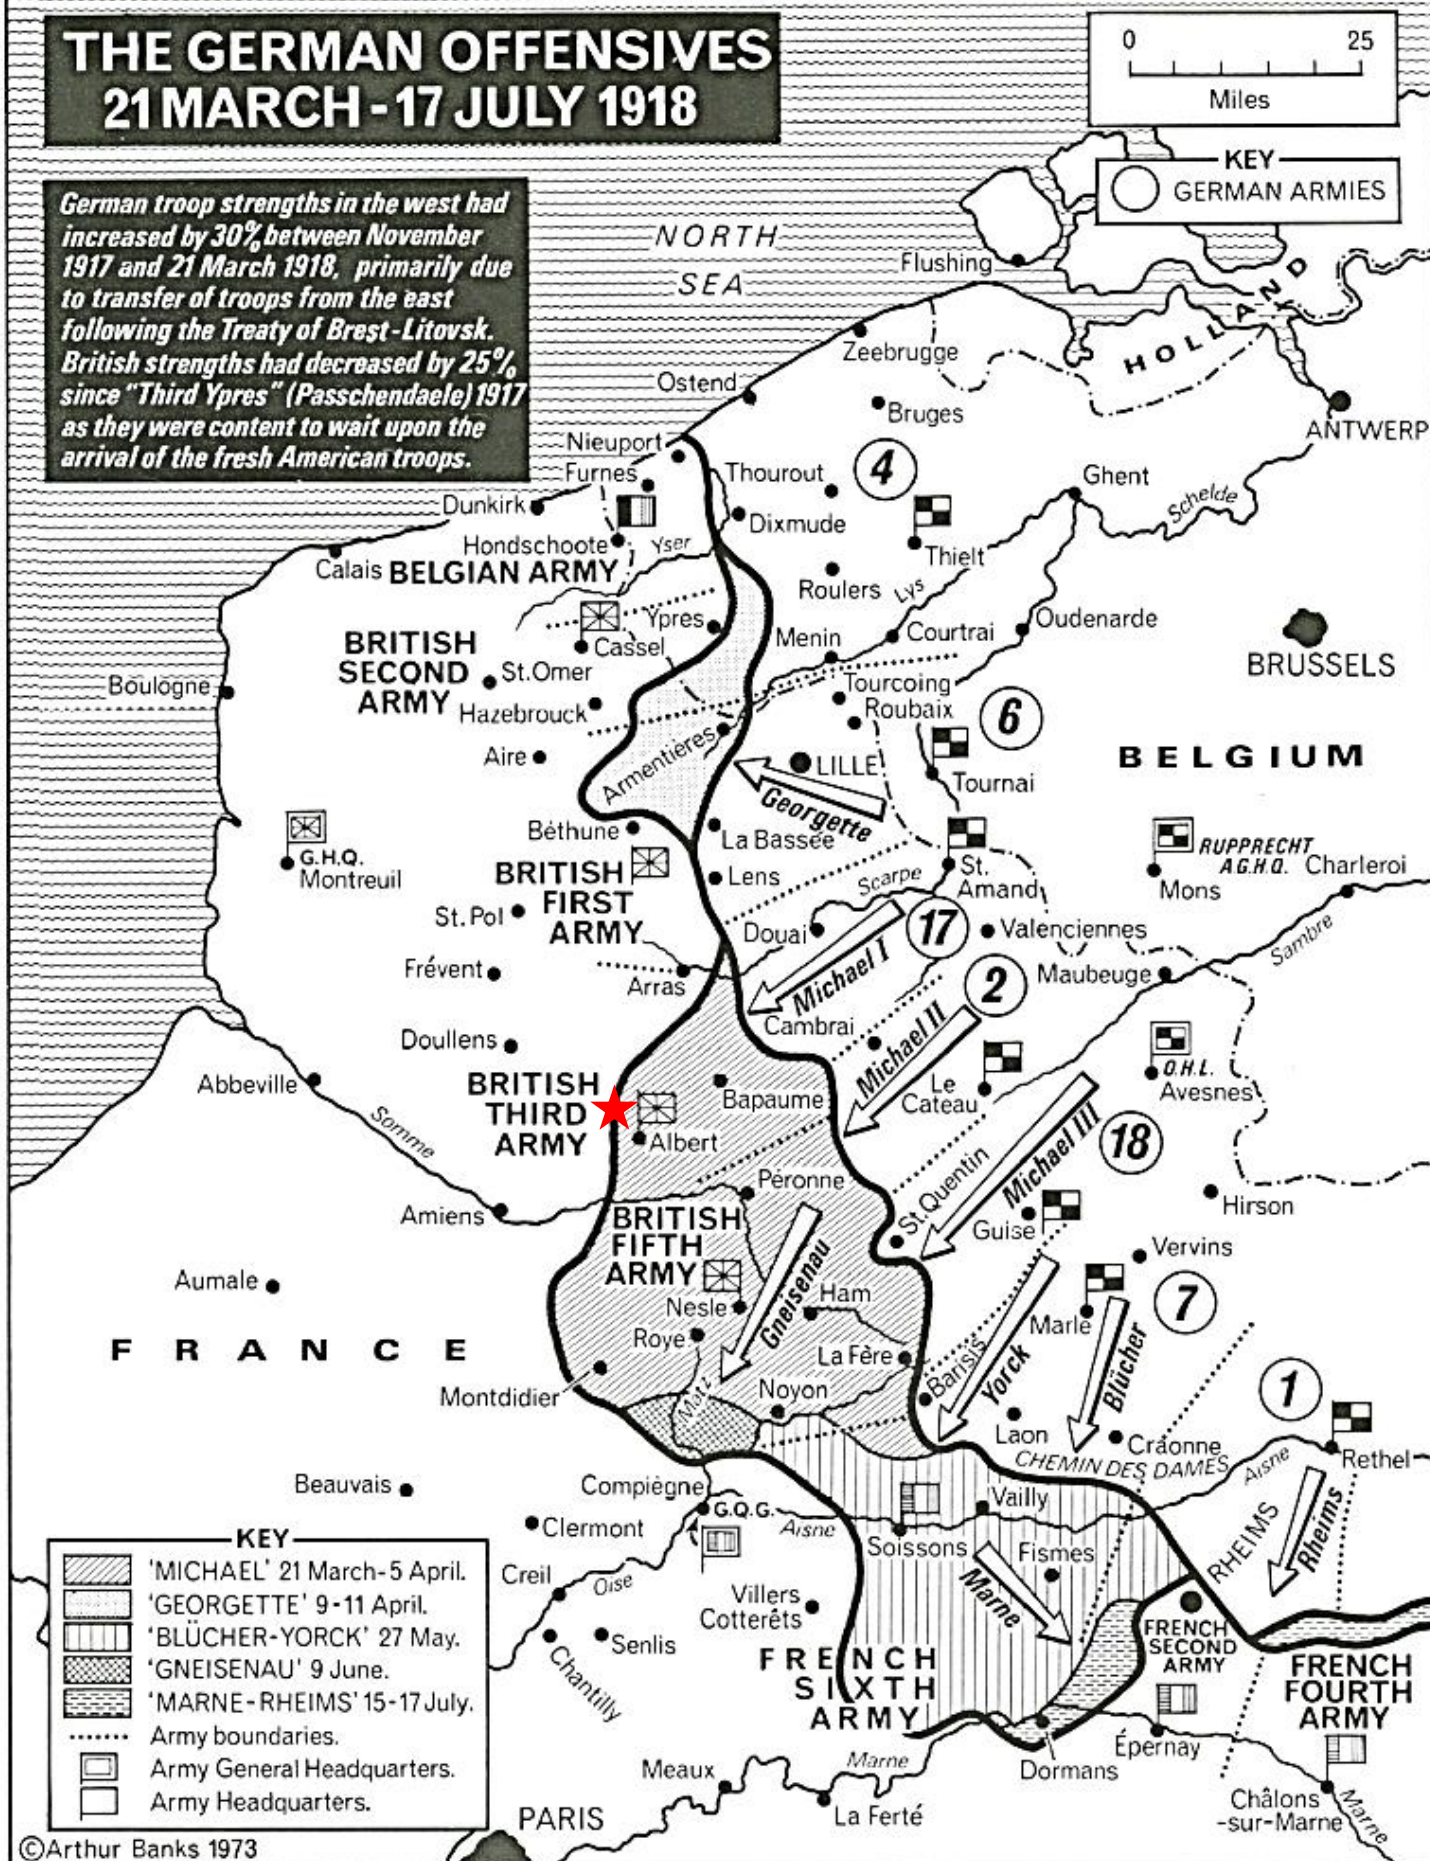 THE GERMAN OFFENSIVES
21 MARCH - 17 JULY 1918
0 25
Miles
KEY
GERMAN ARMIES
German troop strengths in the west had
increased by 30% between November
1917 and 21 March 1918, primarily due
to transfer of troops from the east
following the Treaty of Brest-Litovsk.
British strengths had decreased by 25%
since "Third Ypres" (Passchendaele) 1917
as they were content to wait upon the
arrival of the fresh American troops.
NORTH
SEA
Flushing
HOLLAND
Zeebrugge
Ostend
Bruges
ANTWERP
Nieuport
Furnes
Thourout
4
Ghent
Schelde
Dunkirk
Dixmude
Hondschoote
Yser
Thielt
Calais
BELGIAN ARMY
Roulers
Lys
Ypres
Oudenarde
BRITISH
SECOND
ARMY
Cassel
Menin
Courtrai
BRUSSELS
St.Omer
Boulogne
Hazebrouck
Tourcoing
Roubaix
6
Aire
Armentières
LILLE
Tournai
BELGIUM
Georgette
Béthune
La Bassée
G.H.Q.
Montreuil
BRITISH
FIRST
ARMY
Lens
Scarpe
St.
Amand
RUPPRECHT
A.G.H.Q.
Mons
Charleroi
St.Pol
Douai
17
Valenciennes
Sambre
Frévent
Arras
Michael I
2
Maubeuge
Doullens
Cambrai
Michael II
Abbeville
BRITISH
THIRD
ARMY
Bapaume
Le
Cateau
O.H.L.
Avesnes
Somme
Albert
Michael III
18
Péronne
St.Quentin
Amiens
BRITISH
FIFTH
ARMY
Guise
Hirson
Vervins
Aumale
Gneisenau
Nesle
Ham
Marle
7
FRANCE
Roye
La Fère
Barisis
Yorck
Blücher
Montdidier
Matz
Noyon
1
Laon
Craonne
CHEMIN DES DAMES
Aisne
Rethel
Beauvais
Compiègne
G.Q.G.
Aisne
Vailly
RHEIMS
Rheims
Clermont
Soissons
Fismes
Creil
Oise
Villers
Cotterêts
Marne
Senlis
Chantilly
FRENCH
SIXTH
ARMY
FRENCH
SECOND
ARMY
FRENCH
FOURTH
ARMY
Épernay
Dormans
Marne
Meaux
La Ferté
Châlons
-sur-Marne
Marne
PARIS
KEY
'MICHAEL' 21 March-5 April.
'GEORGETTE' 9-11 April.
'BLÜCHER-YORCK' 27 May.
'GNEISENAU' 9 June.
'MARNE-RHEIMS' 15-17 July.
Army boundaries.
Army General Headquarters.
Army Headquarters.
©Arthur Banks 1973